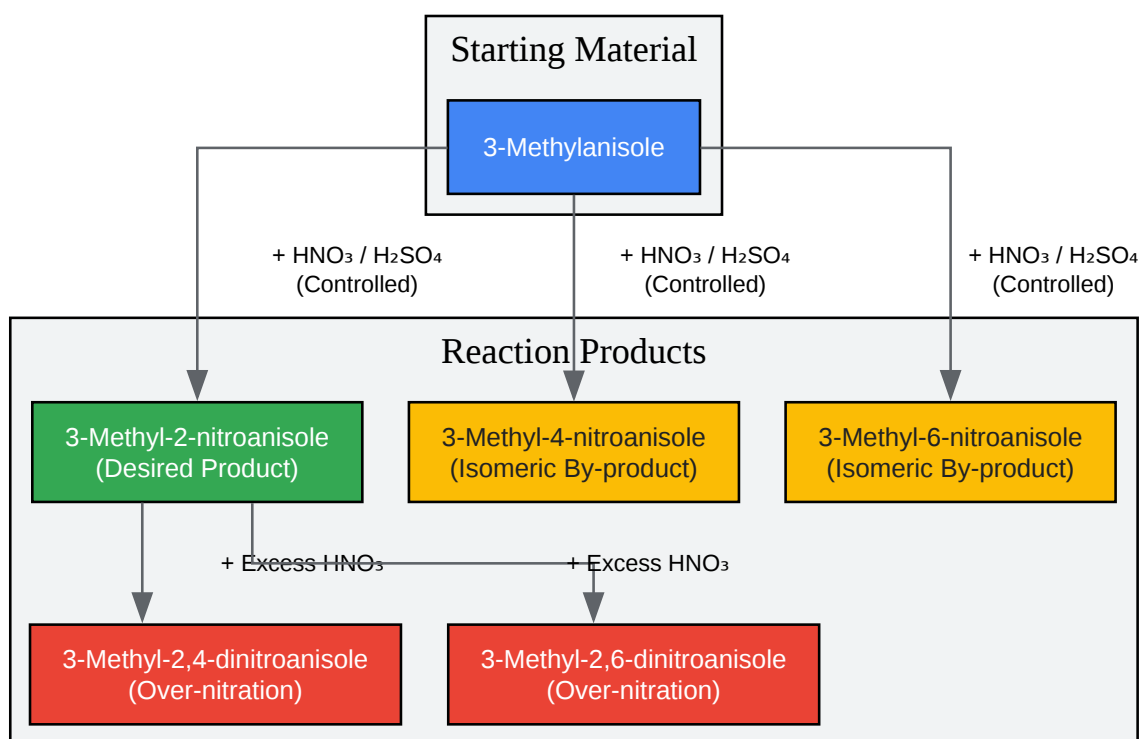 Starting Material
3-Methylanisole
+ HNO₃ / H₂SO₄
(Controlled)
+ HNO₃ / H₂SO₄
(Controlled)
+ HNO₃ / H₂SO₄
(Controlled)
Reaction Products
3-Methyl-2-nitroanisole
(Desired Product)
3-Methyl-4-nitroanisole
(Isomeric By-product)
3-Methyl-6-nitroanisole
(Isomeric By-product)
+ Excess HNO₃
+ Excess HNO₃
3-Methyl-2,4-dinitroanisole
(Over-nitration)
3-Methyl-2,6-dinitroanisole
(Over-nitration)